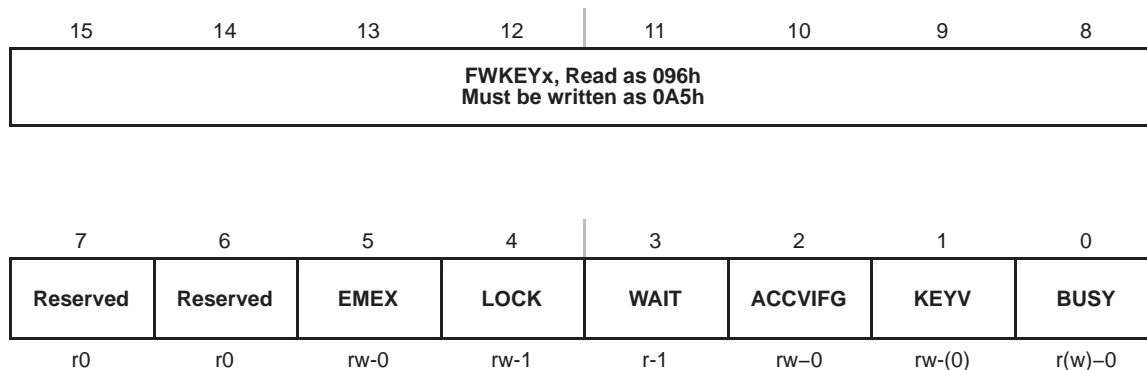 15 14 13 12 11 10 9 8
FWKEYx, Read as 096h
Must be written as 0A5h
7 6 5 4 3 2 1 0
Reserved Reserved EMEX LOCK WAIT ACCVIFG KEYV BUSY
r0 r0 rw-0 rw-1 r-1 rw−0 rw-(0) r(w)−0